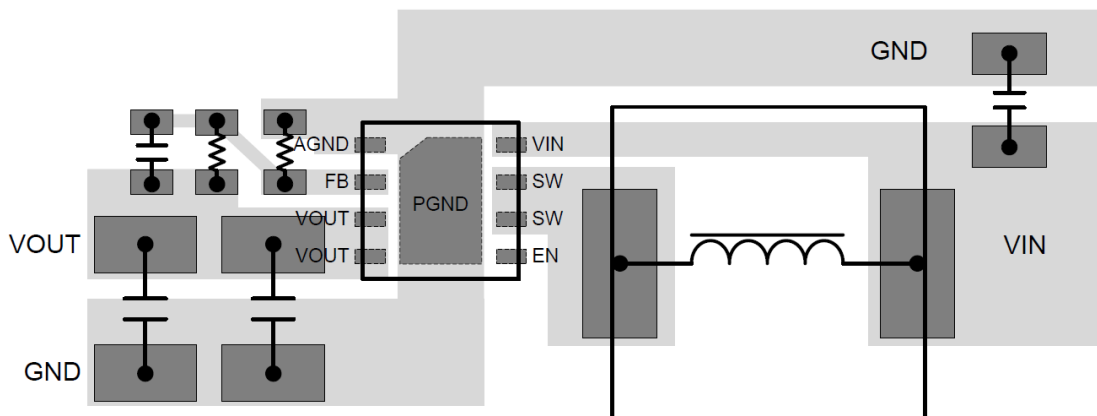 GND
AGND
VIN
FB
SW
PGND
VOUT
SW
VOUT
VOUT
EN
VIN
GND